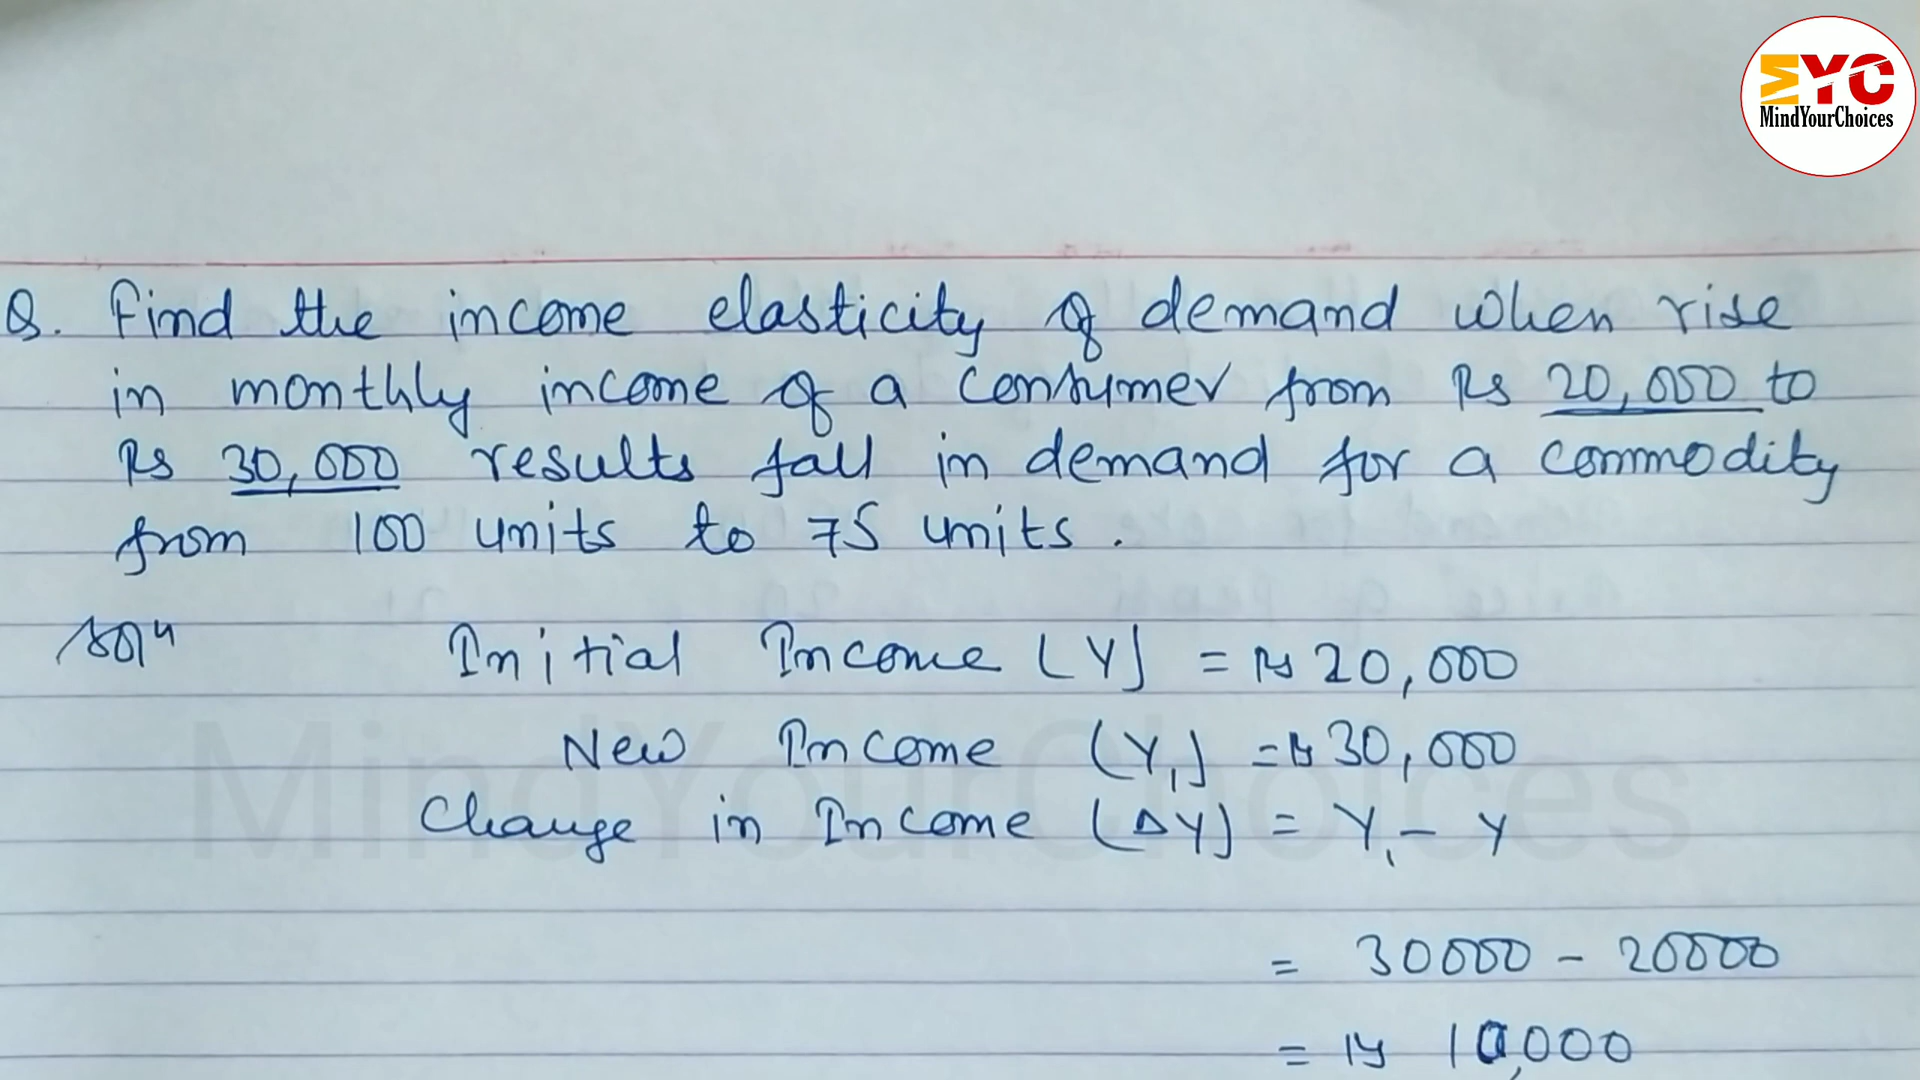 MYC
MindYourChoices
Q. Find the income elasticity of demand when rise
in monthly income of a consumer from Rs 20,000 to
Rs 30,000 results fall in demand for a commodity
from 100 units to 75 units.
Solⁿ Initial Income (Y) = Rs 20,000
New Income (Y₁) = Rs 30,000
Change in Income (ΔY) = Y₁ - Y
= 30000 - 20000
= Rs 10,000
MindYourChoices